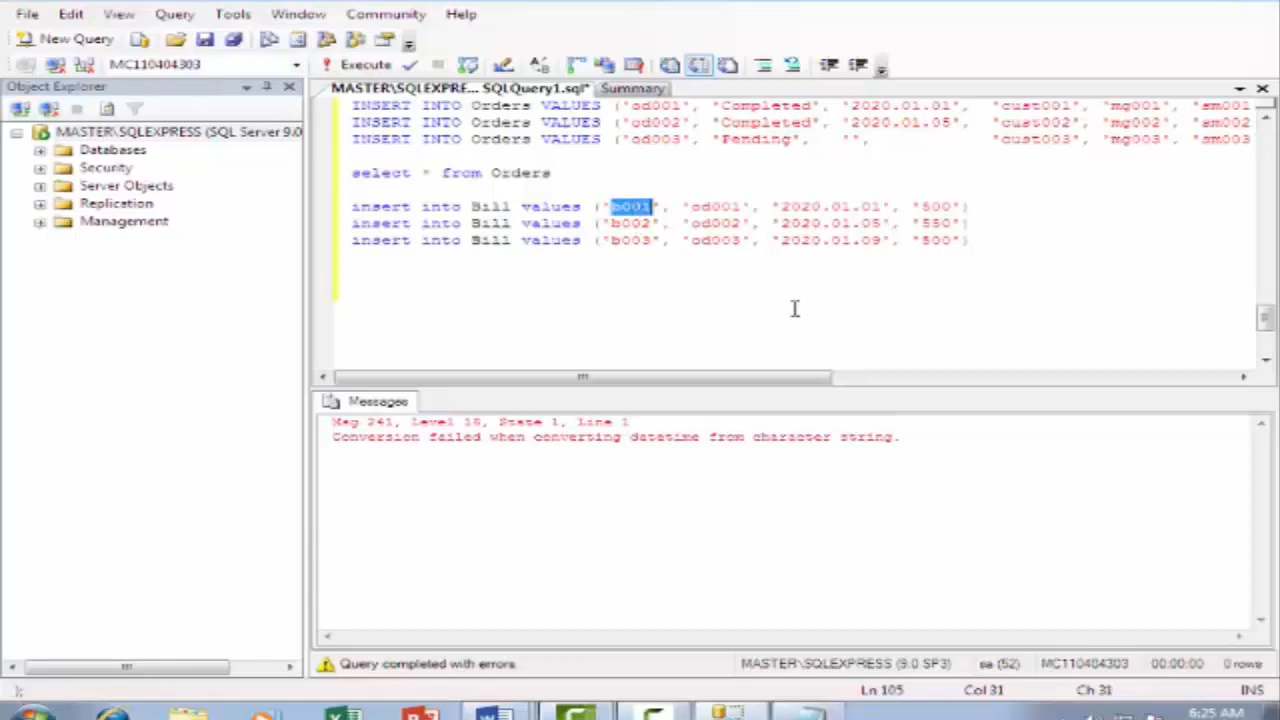 File Edit View Query Tools Window Community Help
New Query
MC110404303 Execute
Object Explorer
MASTER\SQLEXPRE... SQLQuery1.sql* Summary
MASTER\SQLEXPRESS (SQL Server 9.0
Databases
Security
Server Objects
Replication
Management
INSERT INTO Orders VALUES ("od001", "Completed", "2020.01.01", "cust001", "mg001", "sm001
INSERT INTO Orders VALUES ("od002", "Completed", "2020.01.05", "cust002", "mg002", "sm002
INSERT INTO Orders VALUES ("od003", "Pending", "", "cust003", "mg003", "sm003
select * from Orders
insert into Bill values ("b001", "od001", "2020.01.01", "500")
insert into Bill values ("b002", "od002", "2020.01.05", "550")
insert into Bill values ("b003", "od003", "2020.01.09", "500")
Messages
Msg 241, Level 16, State 1, Line 1
Conversion failed when converting datetime from character string.
Query completed with errors. MASTER\SQLEXPRESS (9.0 SP3) sa (52) MC110404303 00:00:00 0 rows
Ln 105 Col 31 Ch 31 INS
6:25 AM